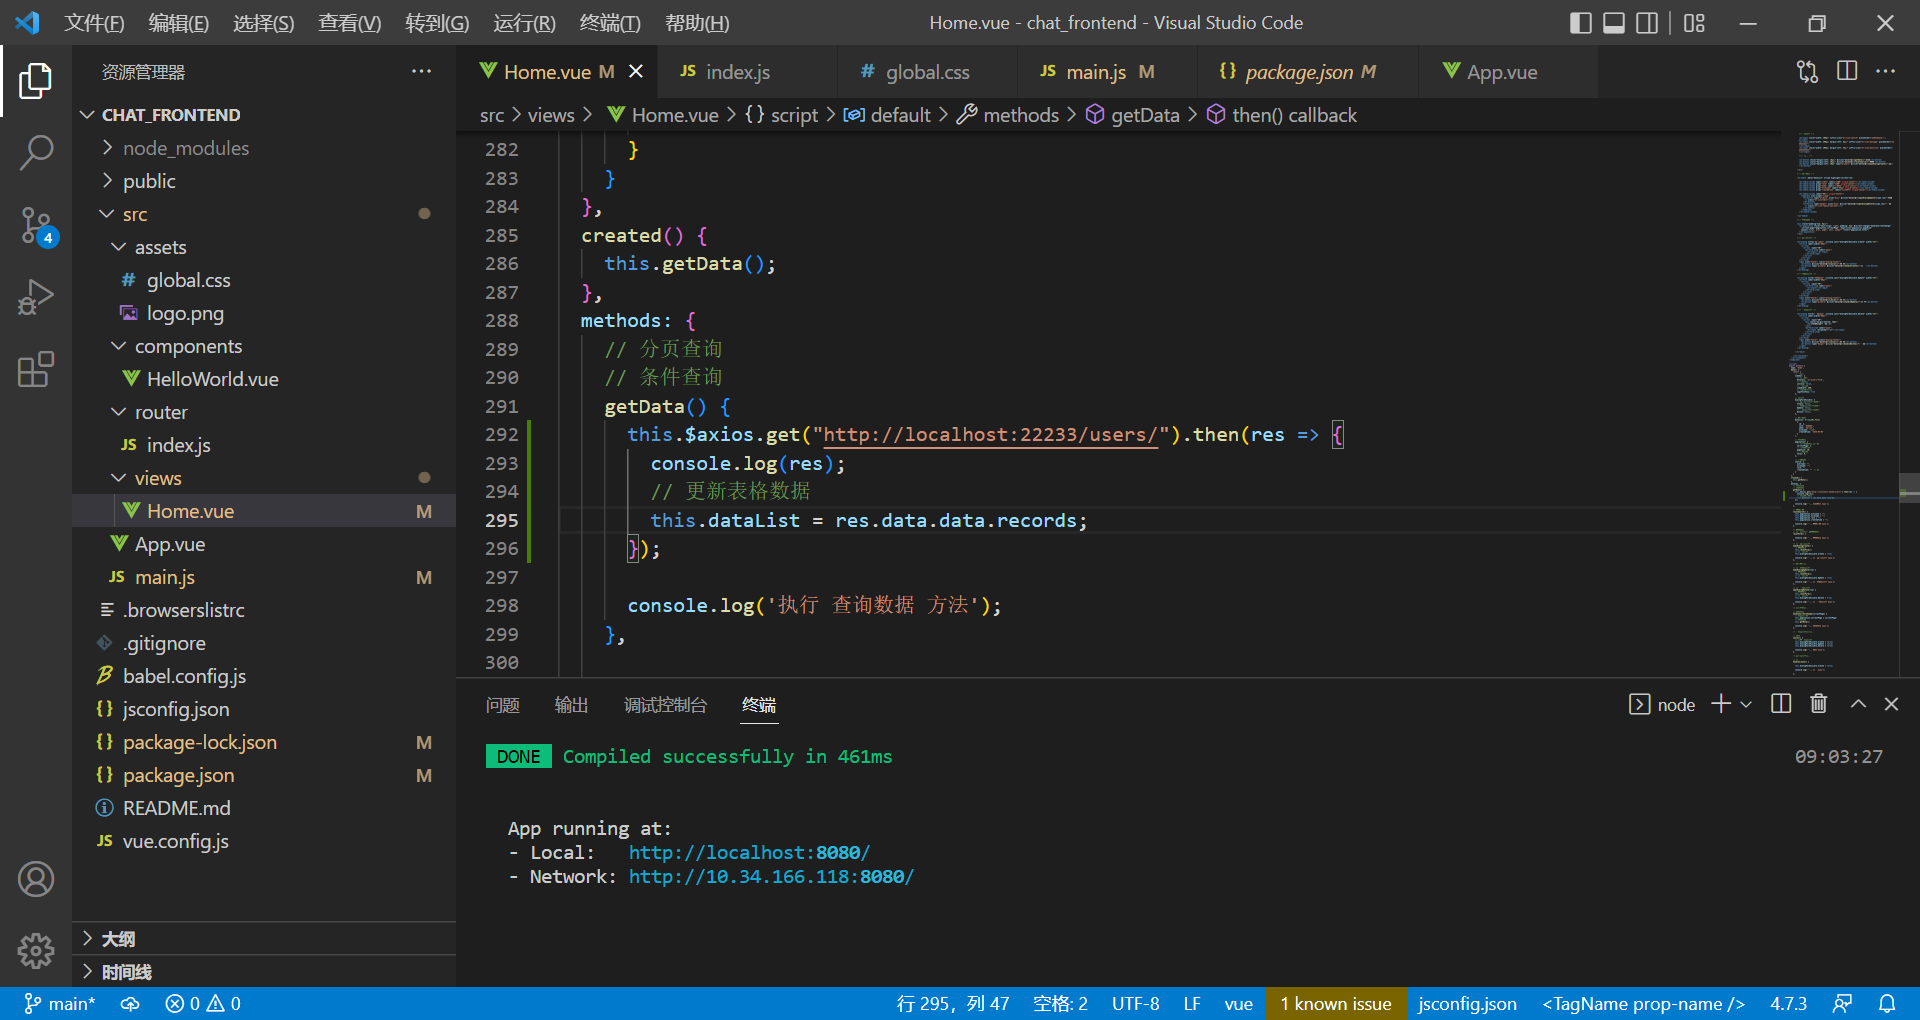 文件(F) 编辑(E) 选择(S) 查看(V) 转到(G) 运行(R) 终端(T) 帮助(H) Home.vue - chat_frontend - Visual Studio Code
资源管理器
CHAT_FRONTEND
node_modules
public
src
assets
# global.css
logo.png
components
HelloWorld.vue
router
JS index.js
views
Home.vue M
App.vue
JS main.js M
.browserslistrc
.gitignore
babel.config.js
{} jsconfig.json
{} package-lock.json M
{} package.json M
README.md
JS vue.config.js
大纲
时间线
4
Home.vue M JS index.js # global.css JS main.js M {} package.json M App.vue
src > views > Home.vue > {} script > default > methods > getData > then() callback
282 }
283 }
284 },
285 created() {
286 this.getData();
287 },
288 methods: {
289 // 分页查询
290 // 条件查询
291 getData() {
292 this.$axios.get("http://localhost:22233/users/").then(res => {
293 console.log(res);
294 // 更新表格数据
295 this.dataList = res.data.data.records;
296 });
297
298 console.log('执行 查询数据 方法');
299 },
300
问题 输出 调试控制台 终端 node
DONE Compiled successfully in 461ms 09:03:27
App running at:
- Local: http://localhost:8080/
- Network: http://10.34.166.118:8080/
main* 0 0 行 295，列 47 空格: 2 UTF-8 LF vue 1 known issue jsconfig.json <TagName prop-name /> 4.7.3